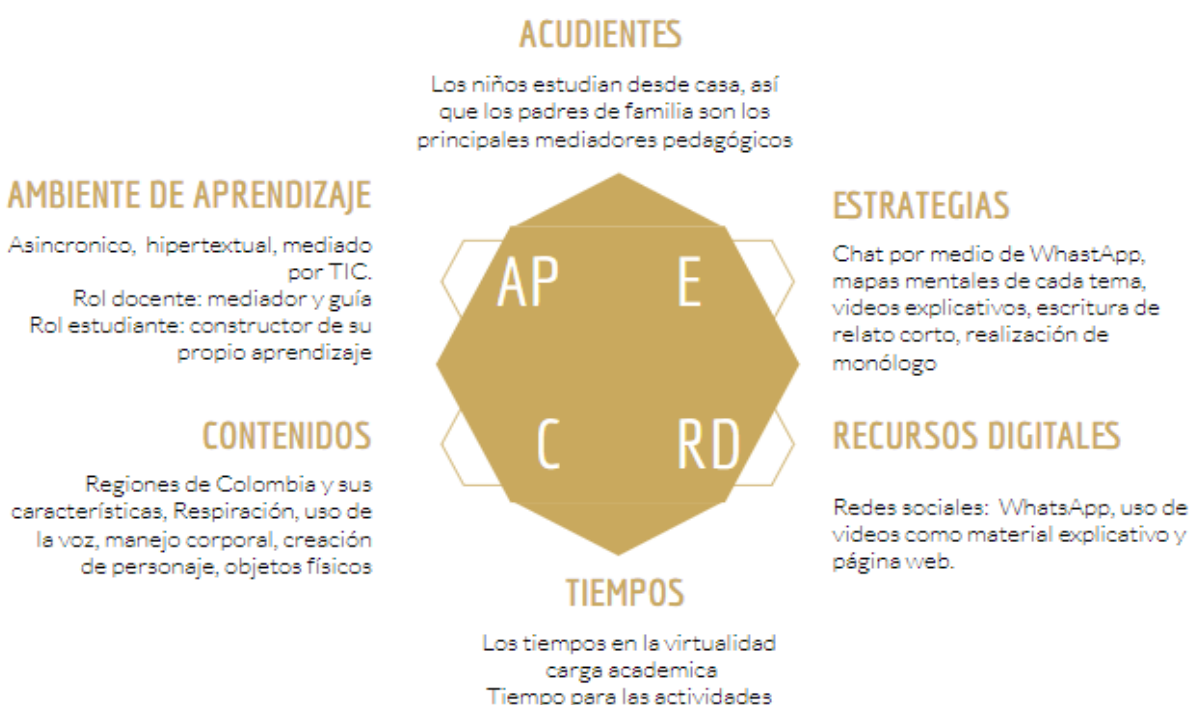 ACUDIENTES
Los niños estudian desde casa, así
que los padres de familia son los
principales mediadores pedagógicos
AMBIENTE DE APRENDIZAJE
Asincronico, hipertextual, mediado
por TIC.
Rol docente: mediador y guía
Rol estudiante: constructor de su
propio aprendizaje
ESTRATEGIAS
Chat por medio de WhastApp,
mapas mentales de cada tema,
videos explicativos, escritura de
relato corto, realización de
monólogo
AP
E
C
RD
CONTENIDOS
Regiones de Colombia y sus
características, Respiración, uso de
la voz, manejo corporal, creación
de personaje, objetos físicos
RECURSOS DIGITALES
Redes sociales: WhatsApp, uso de
videos como material explicativo y
página web.
TIEMPOS
Los tiempos en la virtualidad
carga academica
Tiempo para las actividades